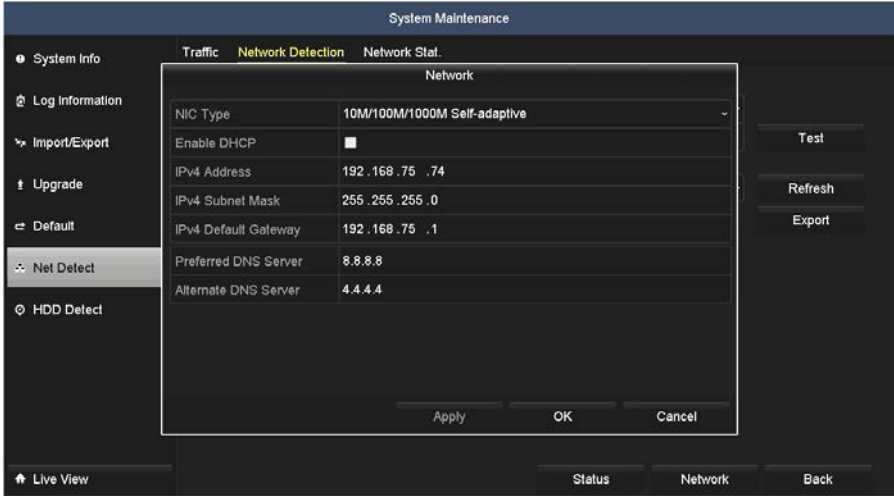 System Maintenance
System Info
Log Information
Import/Export
Upgrade
Default
Net Detect
HDD Detect
Live View
Traffic Network Detection Network Stat.
Network
NIC Type 10M/100M/1000M Self-adaptive
Enable DHCP
IPv4 Address 192.168.75 .74
IPv4 Subnet Mask 255.255.255.0
IPv4 Default Gateway 192.168.75 .1
Preferred DNS Server 8.8.8.8
Alternate DNS Server 4.4.4.4
Apply OK Cancel
Test
Refresh
Export
Status Network Back